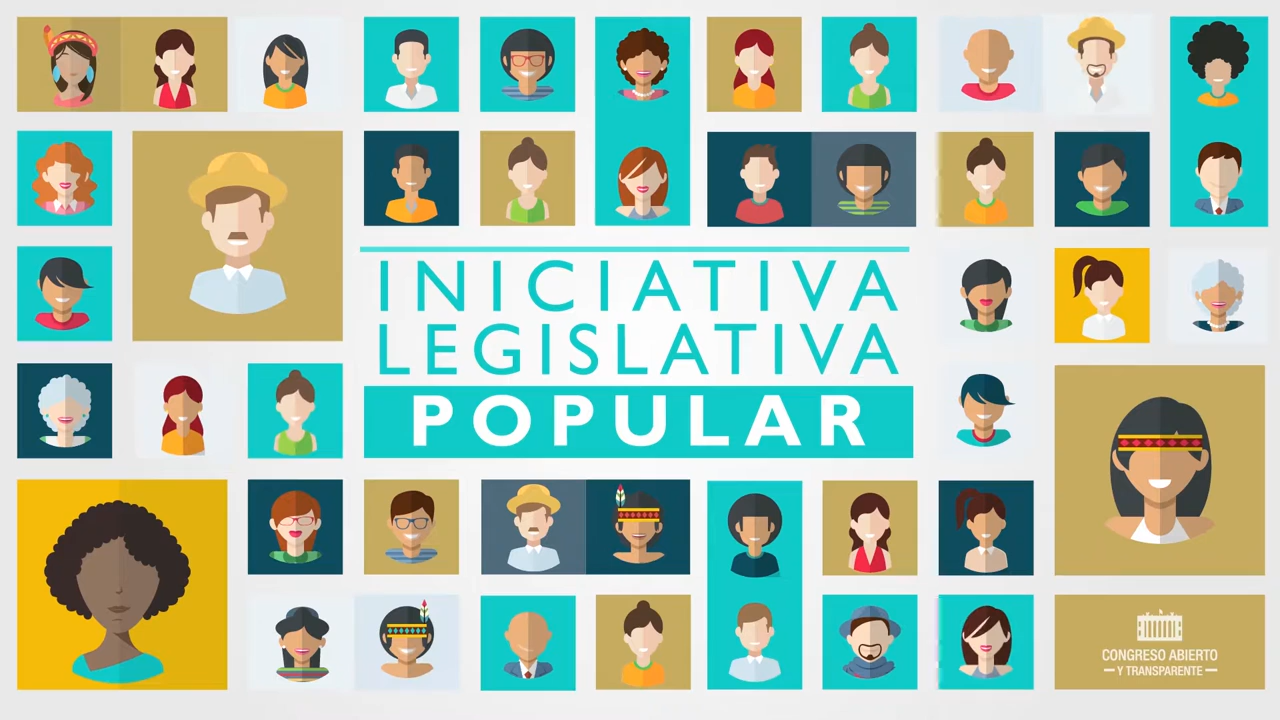 INICIATIVA
LEGISLATIVA
POPULAR
CONGRESO ABIERTO
Y TRANSPARENTE